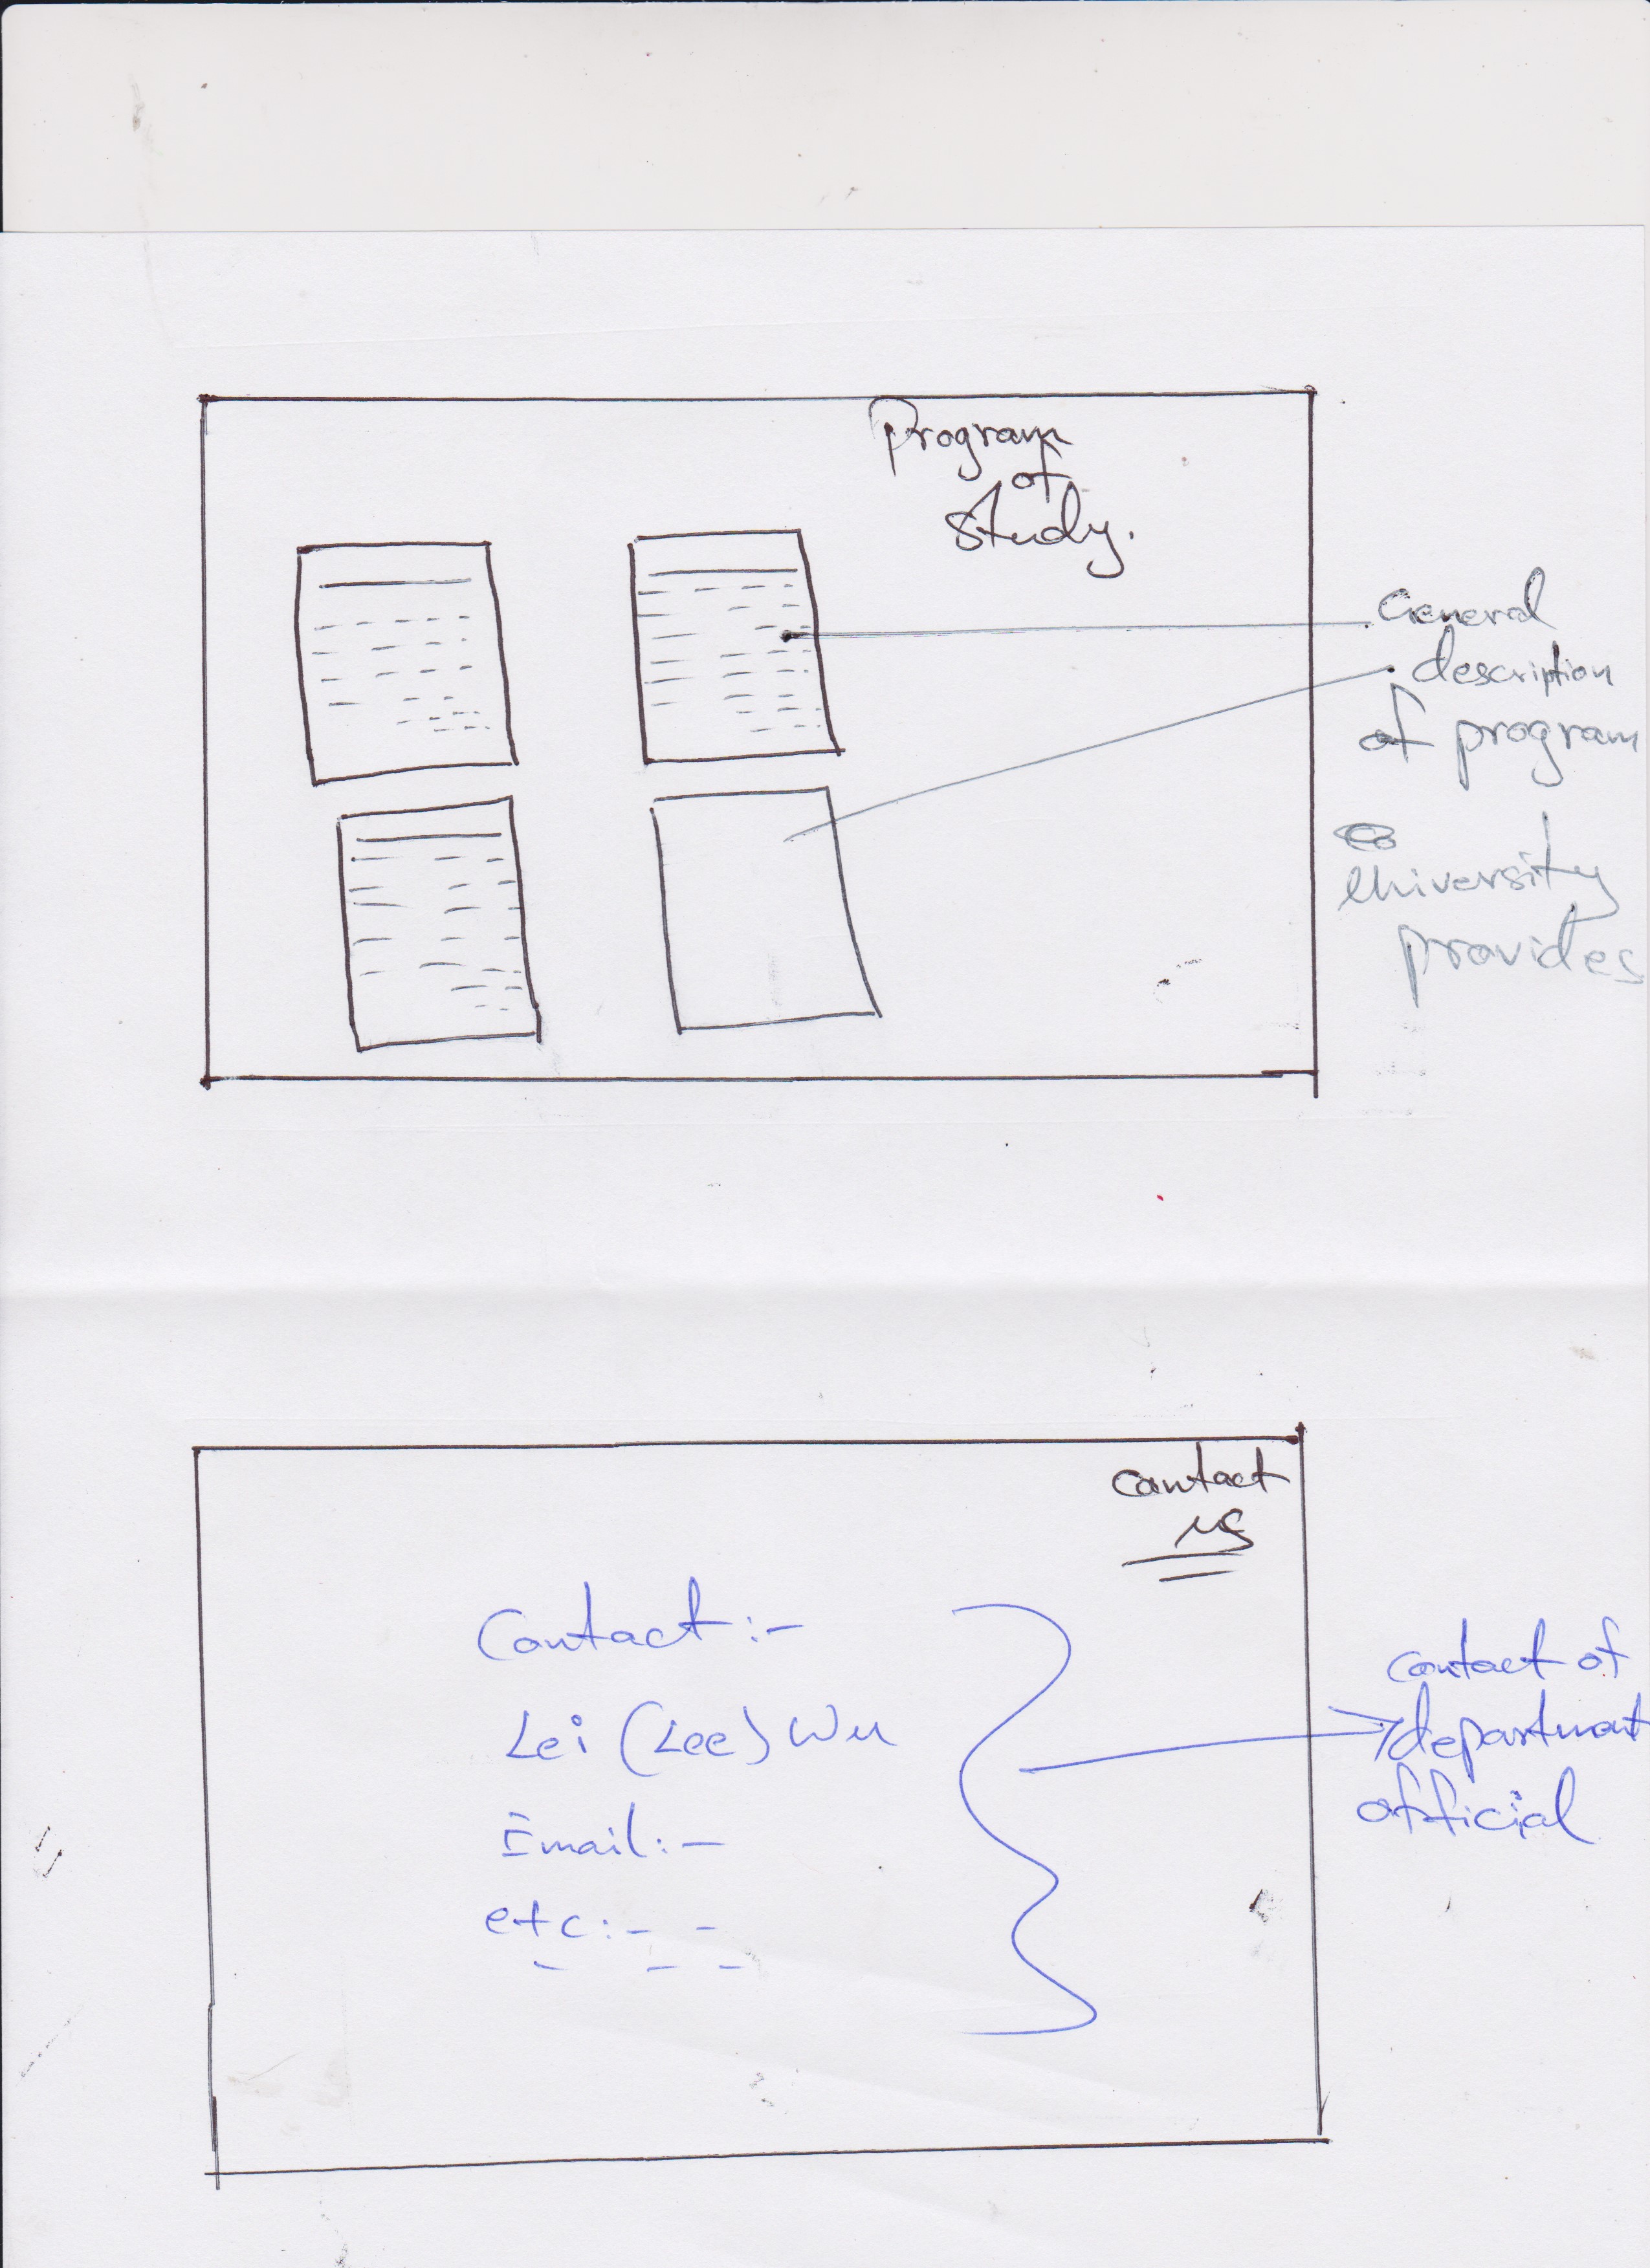 Program
of
Study.
General
description
of program
University
provides
Contact
us
Contact :-
Lei (Lee) Wu
Email: -
etc: - -
contact of
department
official